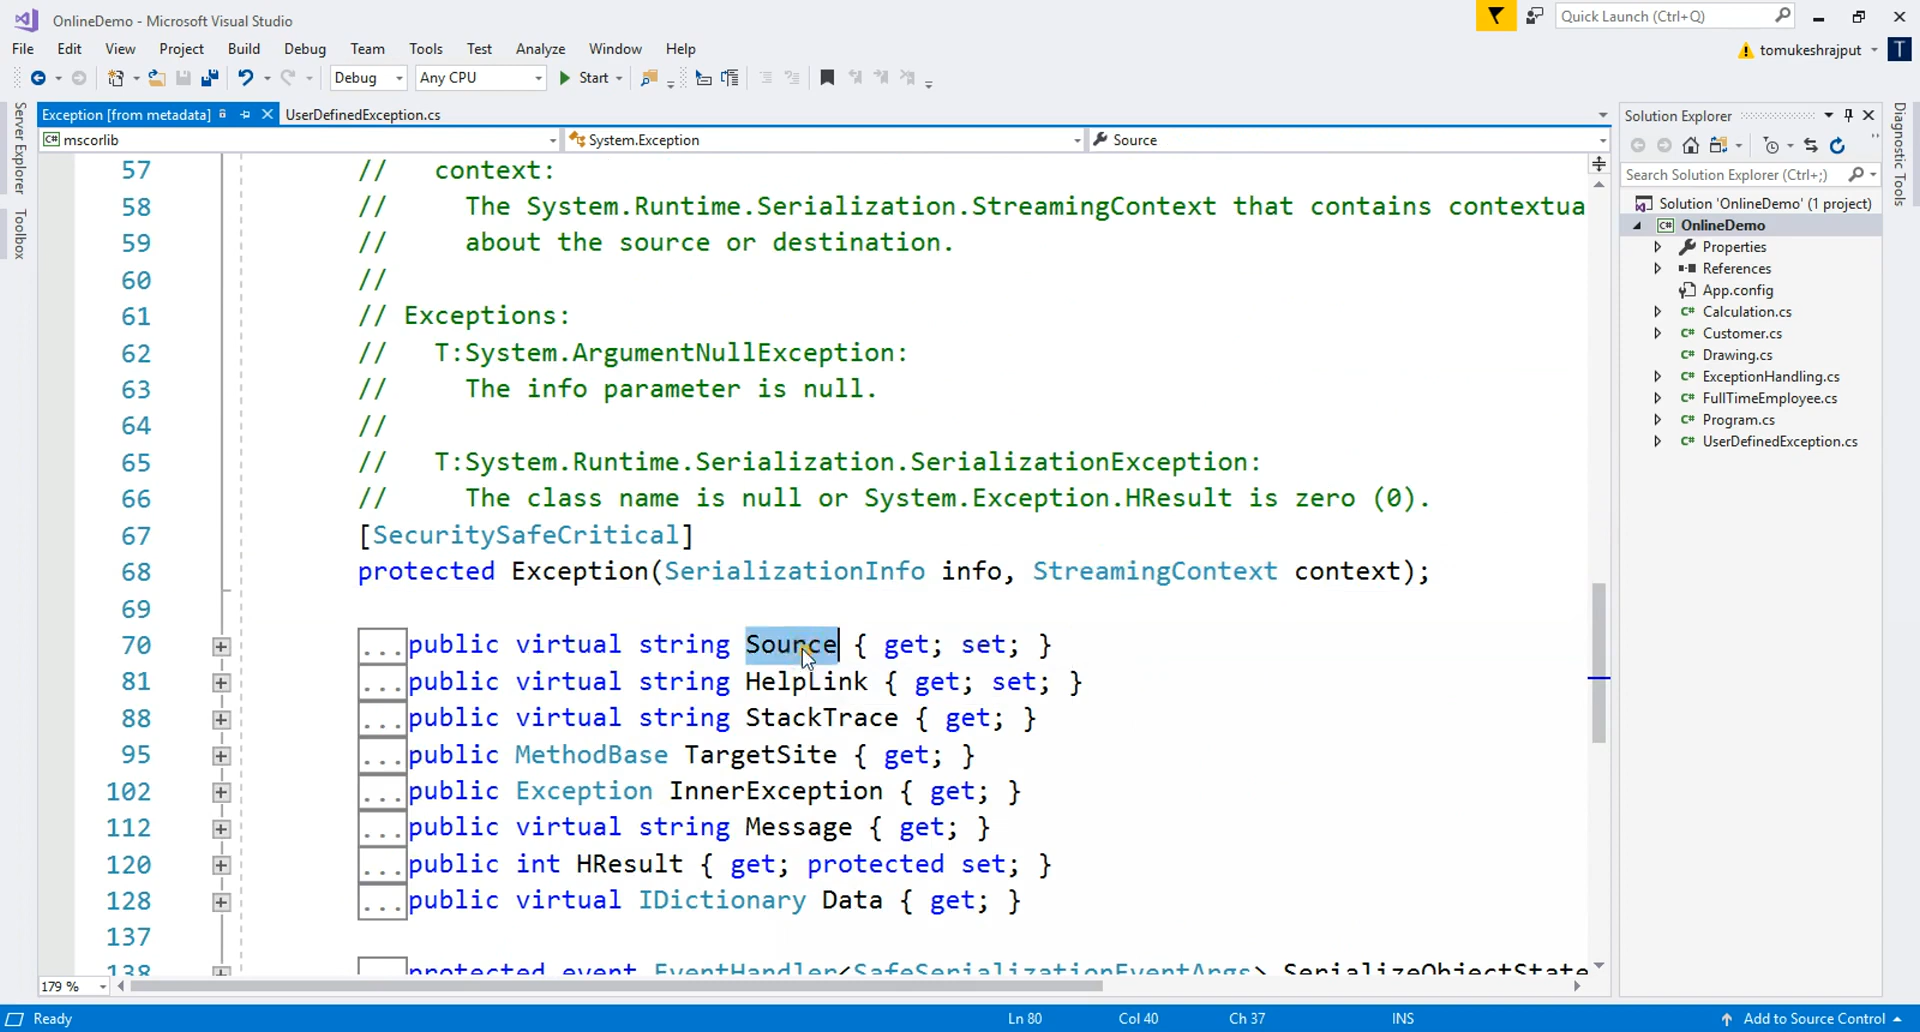 OnlineDemo - Microsoft Visual Studio
Quick Launch (Ctrl+Q)
File Edit View Project Build Debug Team Tools Test Analyze Window Help
tomukeshrajput
T
Debug
Any CPU
Start
Server Explorer
Toolbox
Exception [from metadata]
UserDefinedException.cs
mscorlib
System.Exception
Source
57 // context:
58 // The System.Runtime.Serialization.StreamingContext that contains contextua
59 // about the source or destination.
60 //
61 // Exceptions:
62 // T:System.ArgumentNullException:
63 // The info parameter is null.
64 //
65 // T:System.Runtime.Serialization.SerializationException:
66 // The class name is null or System.Exception.HResult is zero (0).
67 [SecuritySafeCritical]
68 protected Exception(SerializationInfo info, StreamingContext context);
69
70 ...public virtual string Source { get; set; }
81 ...public virtual string HelpLink { get; set; }
88 ...public virtual string StackTrace { get; }
95 ...public MethodBase TargetSite { get; }
102 ...public Exception InnerException { get; }
112 ...public virtual string Message { get; }
120 ...public int HResult { get; protected set; }
128 ...public virtual IDictionary Data { get; }
137
138 protected event EventHandler<SafeSerializationEventArgs> SerializeObjectState
179 %
Solution Explorer
Search Solution Explorer (Ctrl+;)
Solution 'OnlineDemo' (1 project)
C# OnlineDemo
Properties
References
App.config
C# Calculation.cs
C# Customer.cs
C# Drawing.cs
C# ExceptionHandling.cs
C# FullTimeEmployee.cs
C# Program.cs
C# UserDefinedException.cs
Diagnostic Tools
Ready
Ln 80
Col 40
Ch 37
INS
Add to Source Control